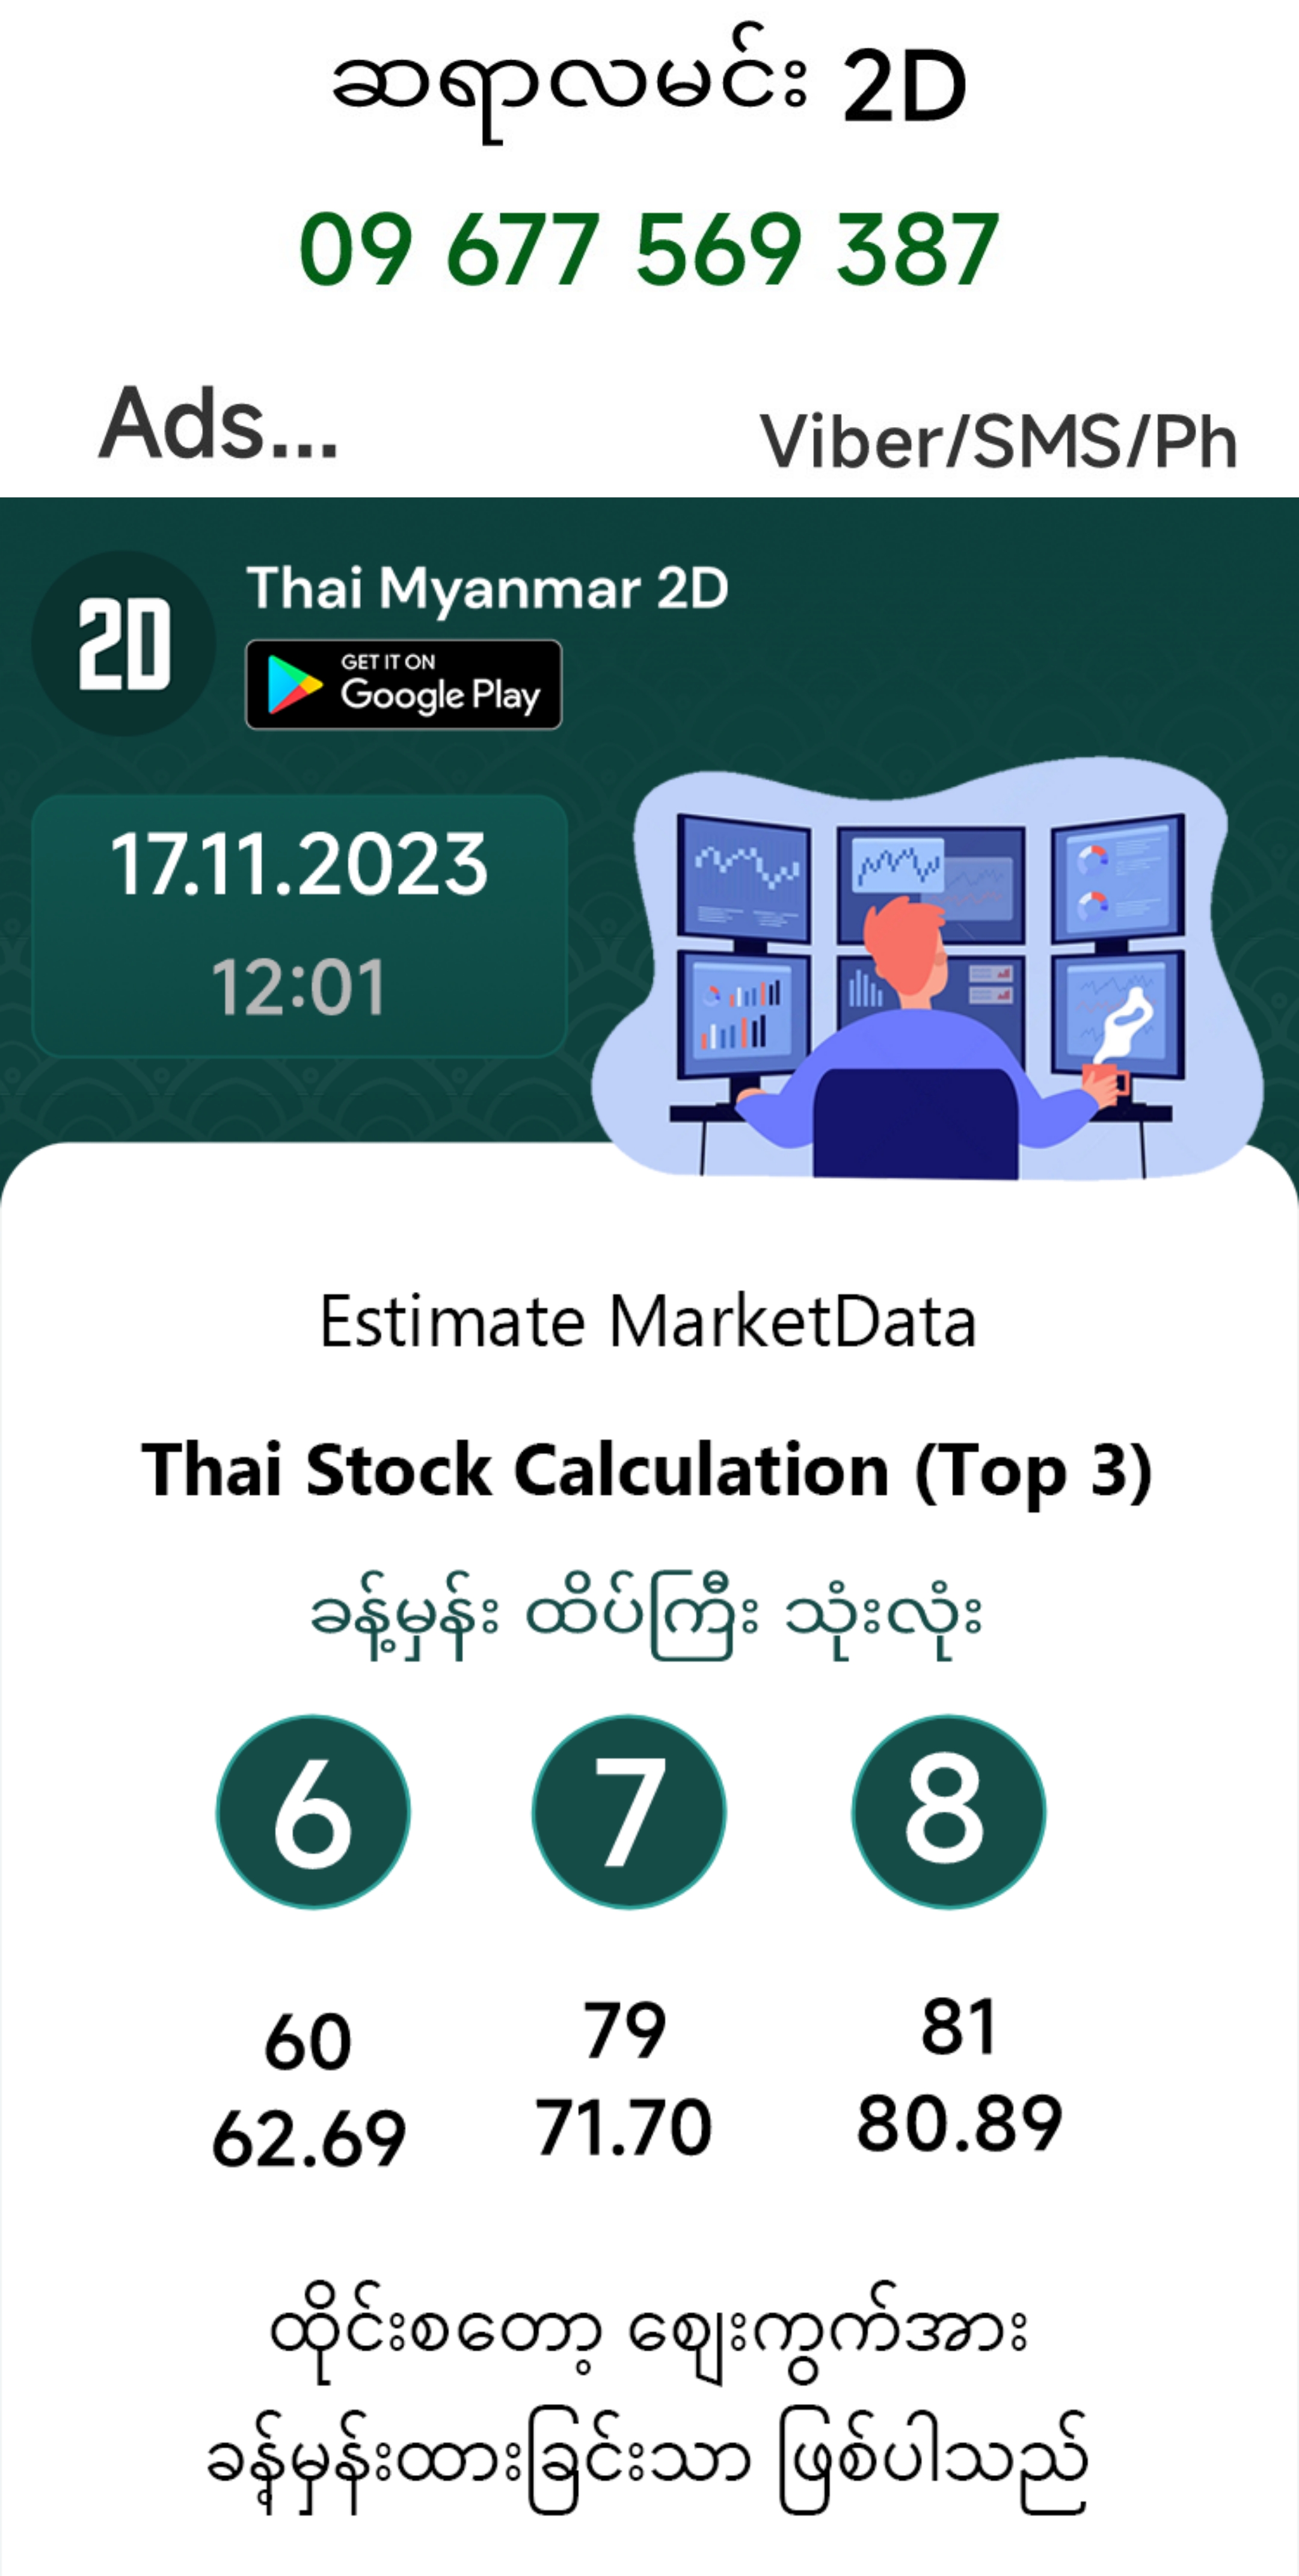 ဆရာလမင်း 2D
09 677 569 387
Ads...
Viber/SMS/Ph
2D
Thai Myanmar 2D
GET IT ON
Google Play
17.11.2023
12:01
Estimate MarketData
Thai Stock Calculation (Top 3)
ခန့်မှန်း ထိပ်ကြီး သုံးလုံး
6 7 8
60 79 81
62.69 71.70 80.89
ထိုင်းစတော့ ဈေးကွက်အား
ခန့်မှန်းထားခြင်းသာ ဖြစ်ပါသည်